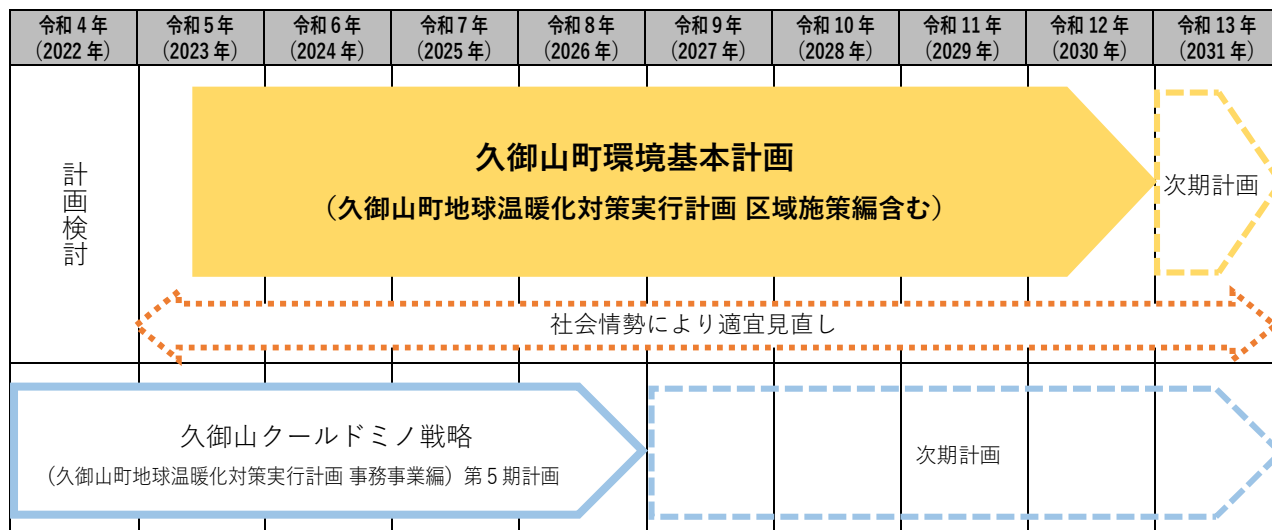 令和4年 令和5年 令和6年 令和7年 令和8年 令和9年 令和10年 令和11年 令和12年 令和13年
(2022年) (2023年) (2024年) (2025年) (2026年) (2027年) (2028年) (2029年) (2030年) (2031年)
計画検討
久御山町環境基本計画
(久御山町地球温暖化対策実行計画 区域施策編含む)
次期計画
社会情勢により適宜見直し
久御山クールドミノ戦略
(久御山町地球温暖化対策実行計画 事務事業編)第5期計画
次期計画